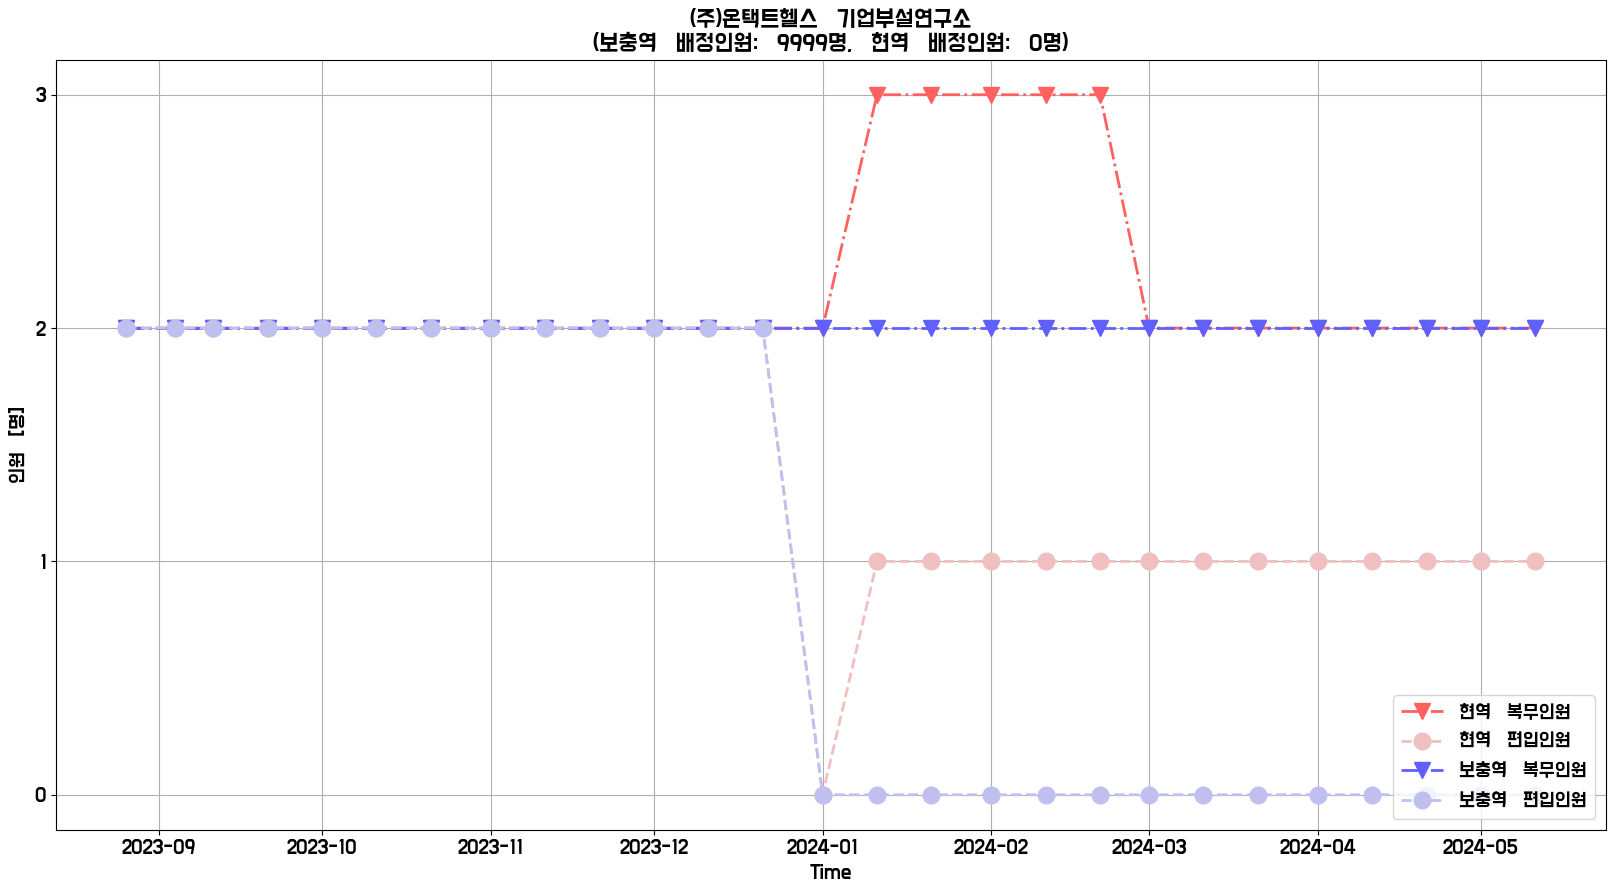 (주)온택트헬스 기업부설연구소
(보충역 배정인원: 9999명, 현역 배정인원: 0명)
인원 [명]
3
2
1
0
현역 복무인원
현역 편입인원
보충역 복무인원
보충역 편입인원
2023-09 2023-10 2023-11 2023-12 2024-01 2024-02 2024-03 2024-04 2024-05
Time